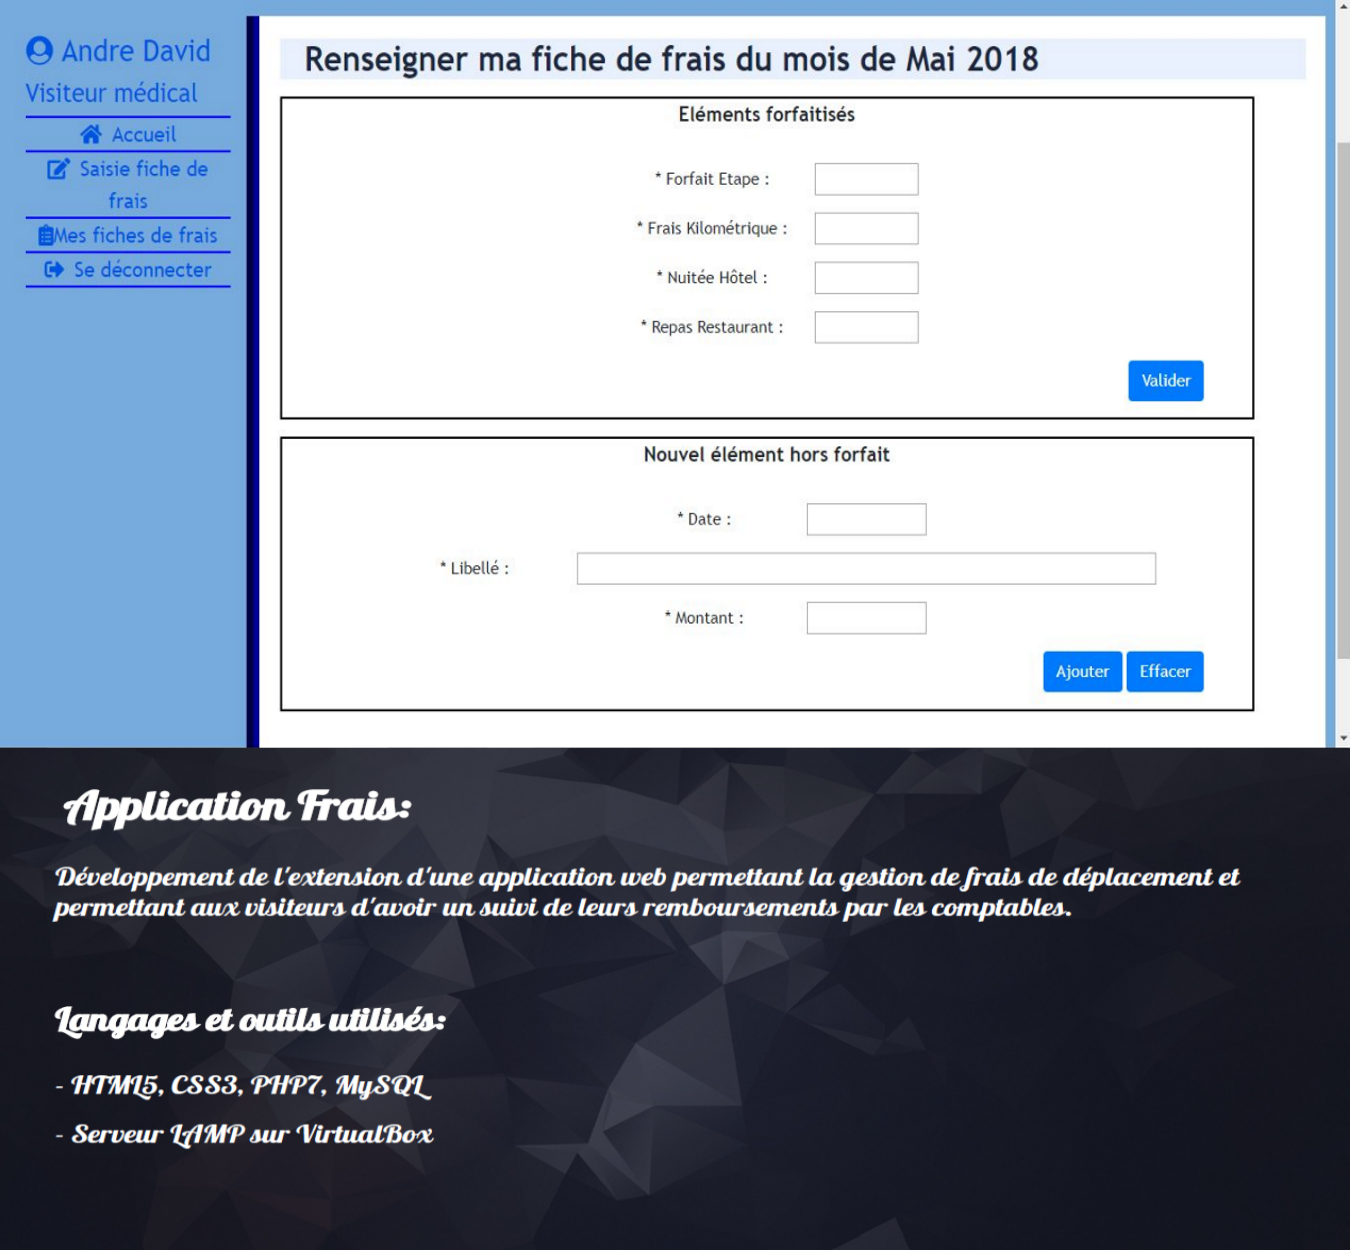 Andre David
Visiteur médical
Accueil
Saisie fiche de
frais
Mes fiches de frais
Se déconnecter
Renseigner ma fiche de frais du mois de Mai 2018
Eléments forfaitisés
* Forfait Etape :
* Frais Kilométrique :
* Nuitée Hôtel :
* Repas Restaurant :
Valider
Nouvel élément hors forfait
* Date :
* Libellé :
* Montant :
Ajouter Effacer
Application Frais:
Développement de l'extension d'une application web permettant la gestion de frais de déplacement et
permettant aux visiteurs d'avoir un suivi de leurs remboursements par les comptables.
Langages et outils utilisés:
- HTML5, CSS3, PHP7, MySQL
- Serveur LAMP sur VirtualBox